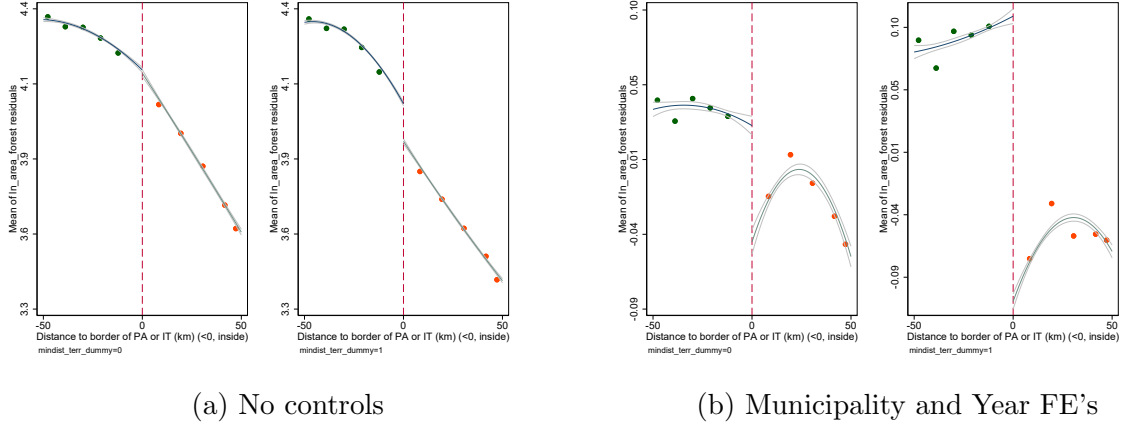 Mean of ln_area_forest residuals
4.4
4.1
3.9
3.6
3.3
-50
0
50
Distance to border of PA or IT (km) (<0, inside)
mindist_terr_dummy=0
Mean of ln_area_forest residuals
4.4
4.1
3.9
3.6
3.3
-50
0
50
Distance to border of PA or IT (km) (<0, inside)
mindist_terr_dummy=1
(a) No controls
Mean of ln_area_forest residuals
0.10
0.05
0.01
-0.04
-0.09
-50
0
50
Distance to border of PA or IT (km) (<0, inside)
mindist_terr_dummy=0
Mean of ln_area_forest residuals
0.10
0.05
0.01
-0.04
-0.09
-50
0
50
Distance to border of PA or IT (km) (<0, inside)
mindist_terr_dummy=1
(b) Municipality and Year FE's